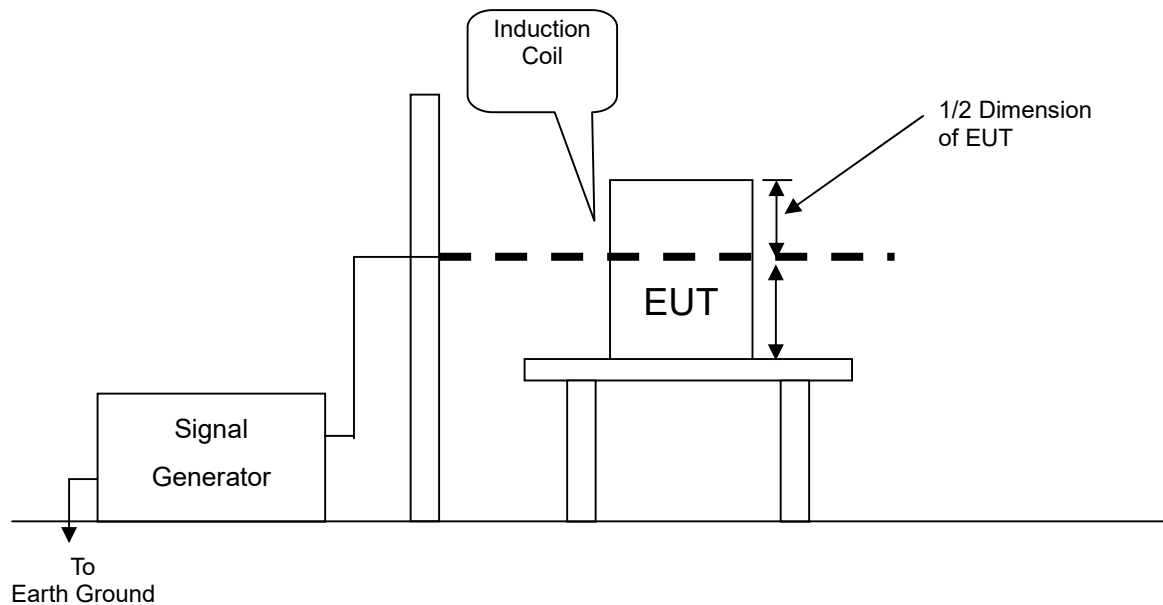 Induction
Coil
1/2 Dimension
of EUT
EUT
Signal
Generator
To
Earth Ground